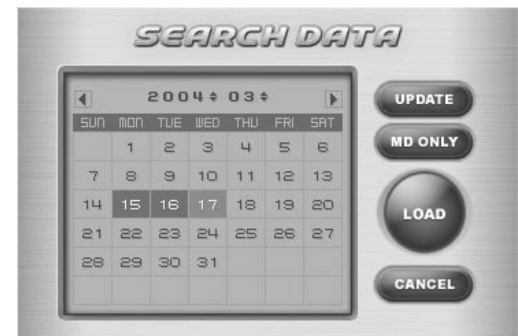 SEARCH DATA
2004 03
SUN MON TUE WED THU FRI SAT
1 2 3 4 5 6
7 8 9 10 11 12 13
14 15 16 17 18 19 20
21 22 23 24 25 26 27
28 29 30 31
UPDATE
MD ONLY
LOAD
CANCEL